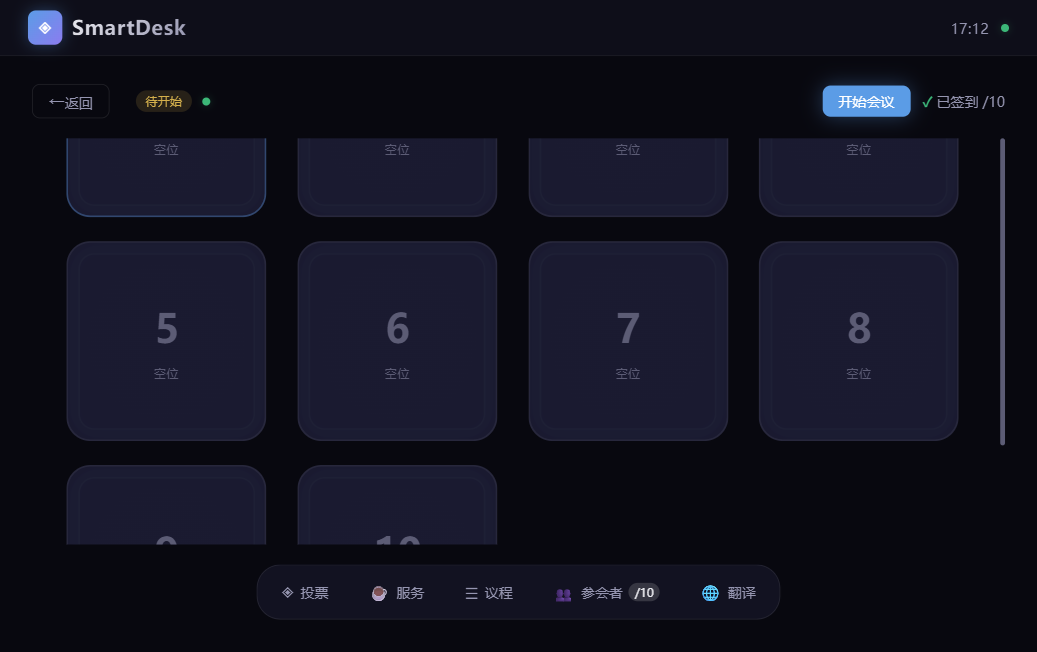 SmartDesk
17:12
←返回
待开始
开始会议
✓ 已签到 /10
空位
空位
空位
空位
5
空位
6
空位
7
空位
8
空位
9
10
投票
服务
议程
参会者 /10
翻译